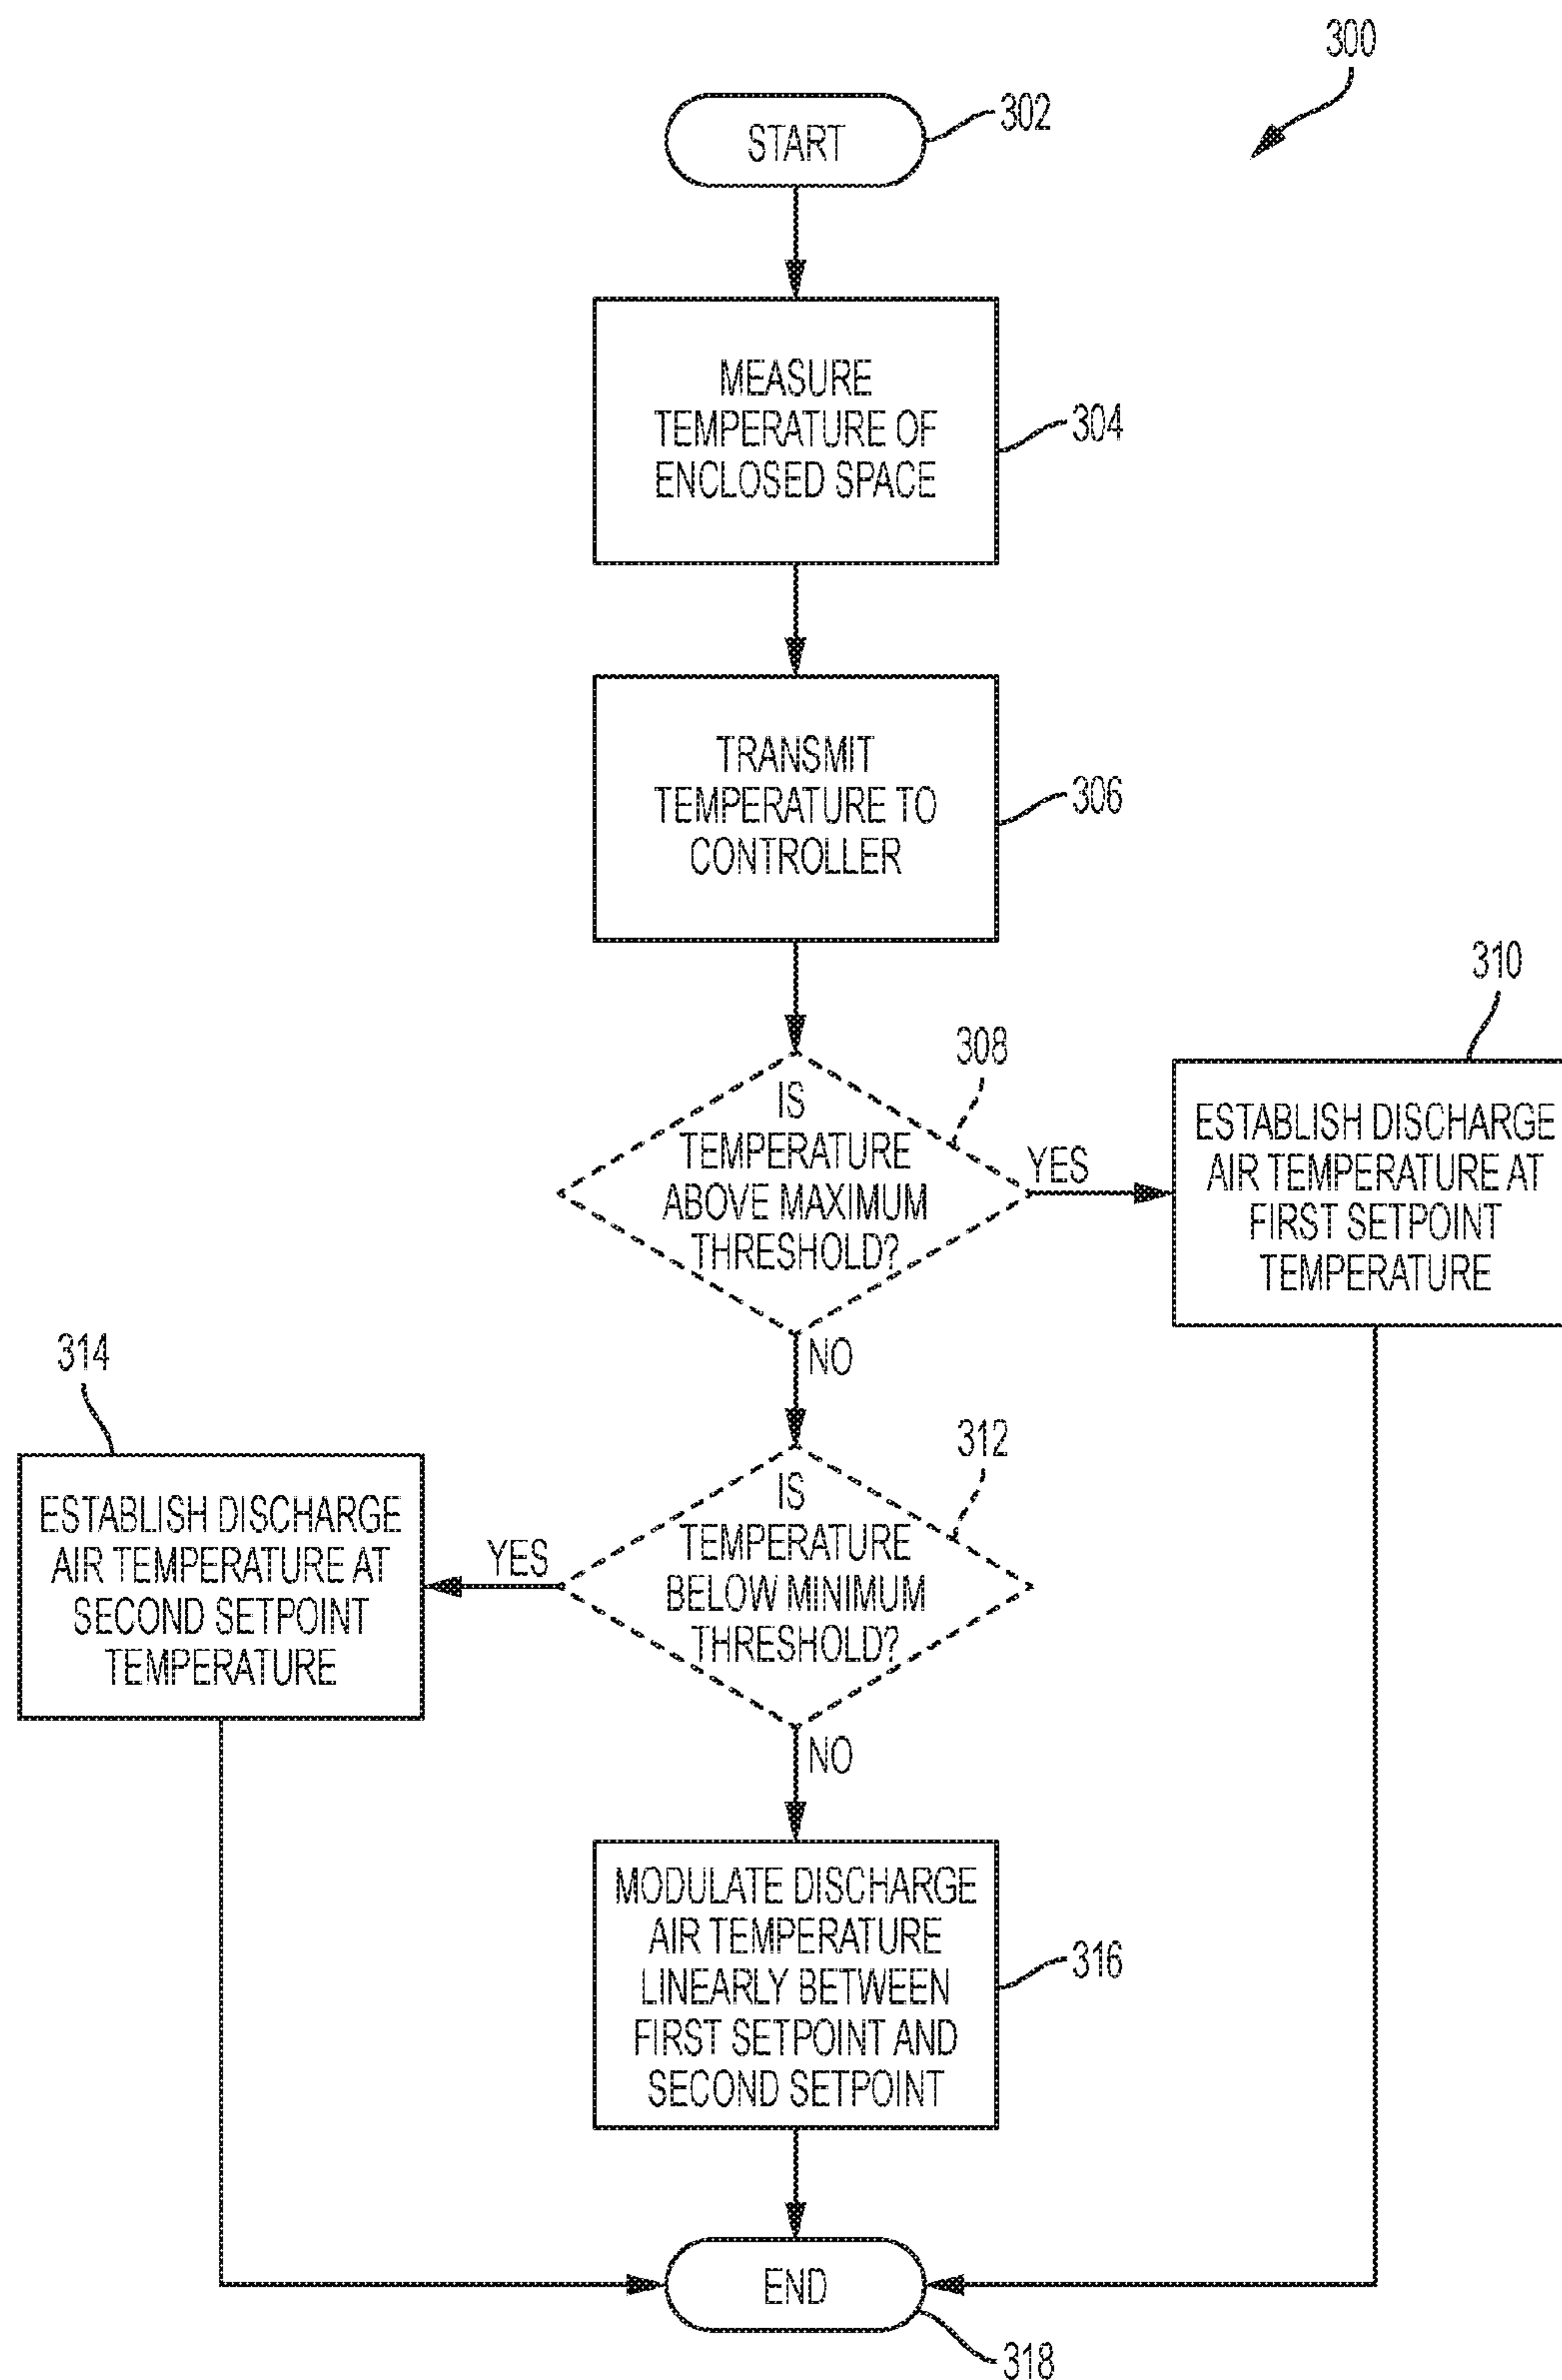 300
START
302
MEASURE
TEMPERATURE OF
ENCLOSED SPACE
304
TRANSMIT
TEMPERATURE TO
CONTROLLER
306
IS
TEMPERATURE
ABOVE MAXIMUM
THRESHOLD?
308
YES
310
ESTABLISH DISCHARGE
AIR TEMPERATURE AT
FIRST SETPOINT
TEMPERATURE
NO
IS
TEMPERATURE
BELOW MINIMUM
THRESHOLD?
312
YES
314
ESTABLISH DISCHARGE
AIR TEMPERATURE AT
SECOND SETPOINT
TEMPERATURE
NO
MODULATE DISCHARGE
AIR TEMPERATURE
LINEARLY BETWEEN
FIRST SETPOINT AND
SECOND SETPOINT
316
END
318